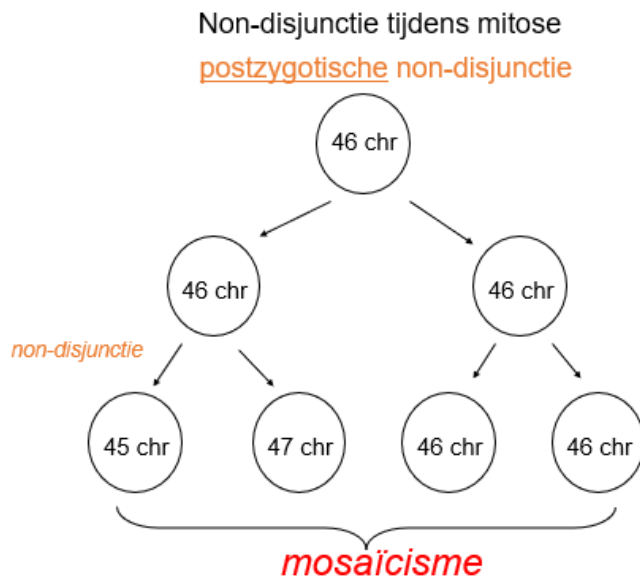 Non-disjunctie tijdens mitose
postzygotische non-disjunctie
46 chr
46 chr
46 chr
non-disjunctie
45 chr
47 chr
46 chr
46 chr
mosaïcisme